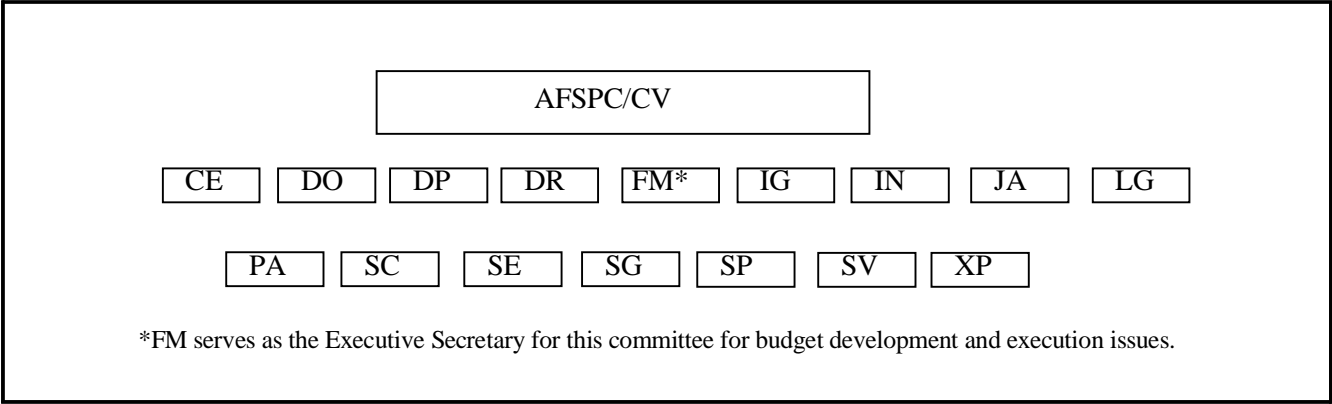 AFSPC/CV
CE DO DP DR FM* IG IN JA LG
PA SC SE SG SP SV XP
*FM serves as the Executive Secretary for this committee for budget development and execution issues.